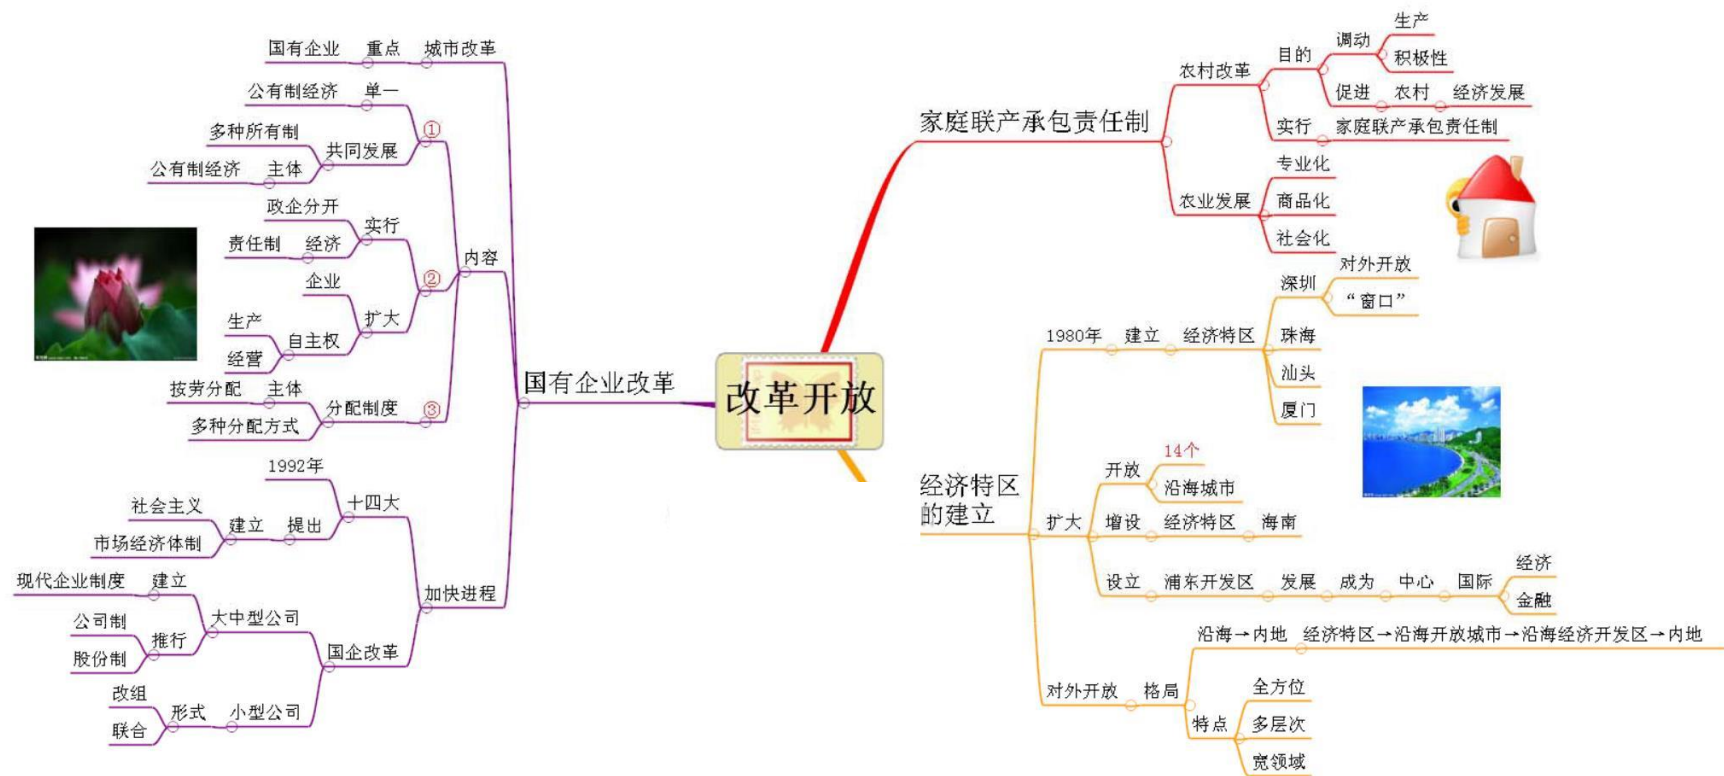 改革开放
家庭联产承包责任制
农村改革
目的
调动
生产
积极性
促进
农村
经济发展
实行
家庭联产承包责任制
农业发展
专业化
商品化
社会化
经济特区
的建立
1980年
建立
经济特区
深圳
对外开放
“窗口”
珠海
汕头
厦门
扩大
开放
14个
沿海城市
增设
经济特区
海南
设立
浦东开发区
发展
成为
中心
国际
经济
金融
对外开放
格局
沿海→内地
经济特区→沿海开放城市→沿海经济开发区→内地
特点
全方位
多层次
宽领域
国有企业改革
城市改革
重点
国有企业
内容
①
单一
公有制经济
共同发展
多种所有制
主体
公有制经济
②
实行
政企分开
经济
责任制
扩大
企业
自主权
生产
经营
③
分配制度
主体
按劳分配
多种分配方式
加快进程
十四大
1992年
提出
建立
社会主义
市场经济体制
国企改革
大中型公司
建立
现代企业制度
推行
公司制
股份制
小型公司
形式
改组
联合